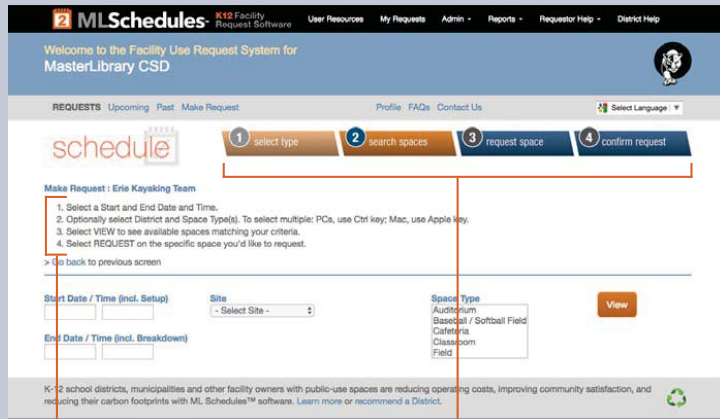 MLSchedules- K12 Facility
Request Software
User Resources My Requests Admin Reports Requestor Help District Help
Welcome to the Facility Use Request System for
MasterLibrary CSD
REQUESTS Upcoming Past Make Request Profile FAQs Contact Us Select Language
schedule
1 select type 2 search spaces 3 request space 4 confirm request
Make Request : Erie Kayaking Team
1. Select a Start and End Date and Time.
2. Optionally select District and Space Type(s). To select multiple: PCs, use Ctrl key; Mac, use Apple key.
3. Select VIEW to see available spaces matching your criteria.
4. Select REQUEST on the specific space you'd like to request.
> Go back to previous screen
Start Date / Time (incl. Setup) Site Space Type
- Select Site - Auditorium View
Baseball / Softball Field
End Date / Time (incl. Breakdown) Cafeteria
Classroom
Field
K-12 school districts, municipalities and other facility owners with public-use spaces are reducing operating costs, improving community satisfaction, and
reducing their carbon footprints with ML Schedules™ software. Learn more or recommend a District.